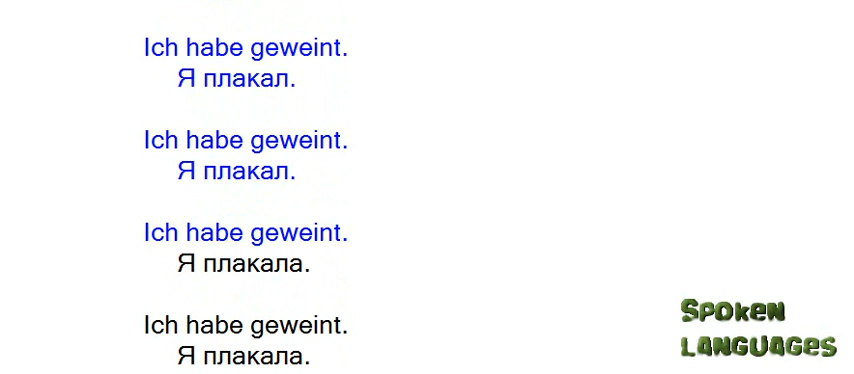 Ich habe geweint.
Я плакал.
Ich habe geweint.
Я плакал.
Ich habe geweint.
Я плакала.
Ich habe geweint.
Я плакала.
Spoken
Languages